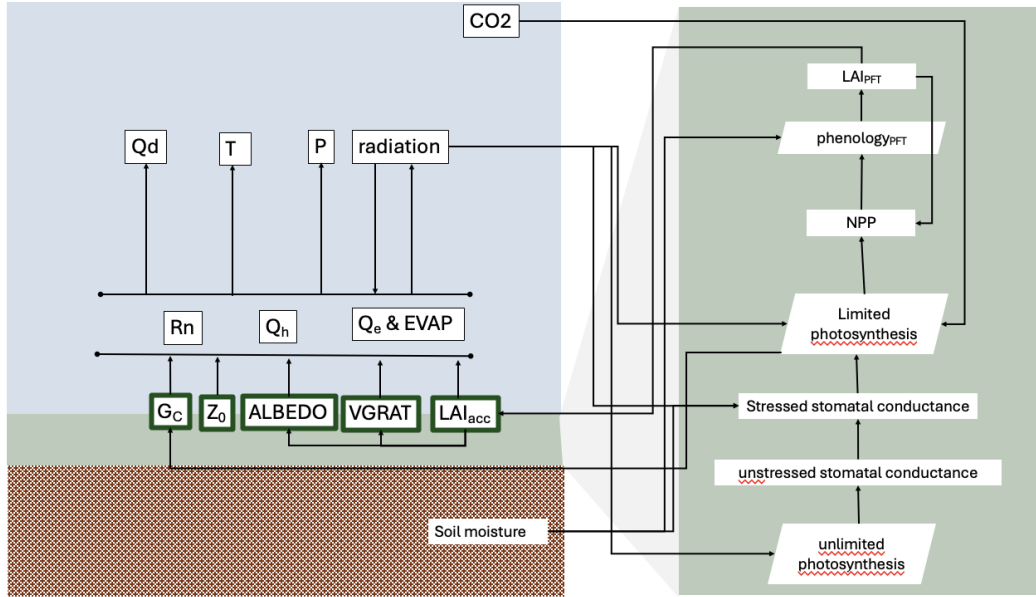 CO2
LAIPFT
Qd
T
P
radiation
phenologyPFT
NPP
Rn
Qh
Qe & EVAP
Limited
photosynthesis
GC
Z0
ALBEDO
VGRAT
LAIacc
Stressed stomatal conductance
unstressed stomatal conductance
Soil moisture
unlimited
photosynthesis